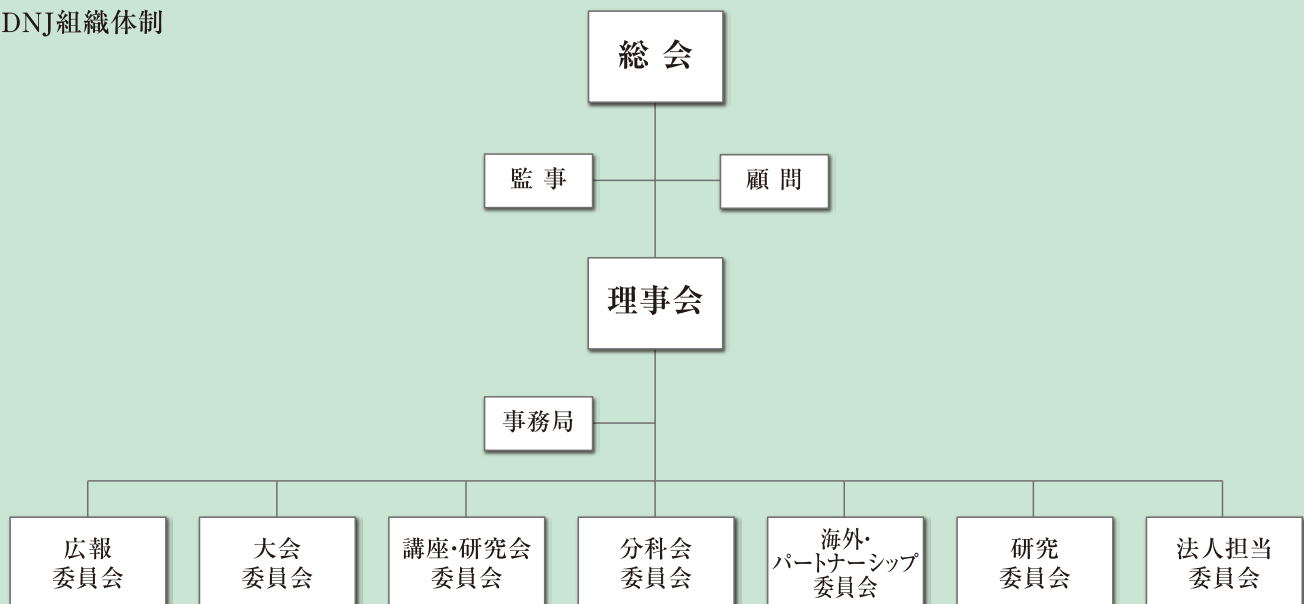 DNJ組織体制
総 会
監 事
顧 問
理事会
事務局
広報
委員会
大会
委員会
講座・研究会
委員会
分科会
委員会
海外・
パートナーシップ
委員会
研究
委員会
法人担当
委員会